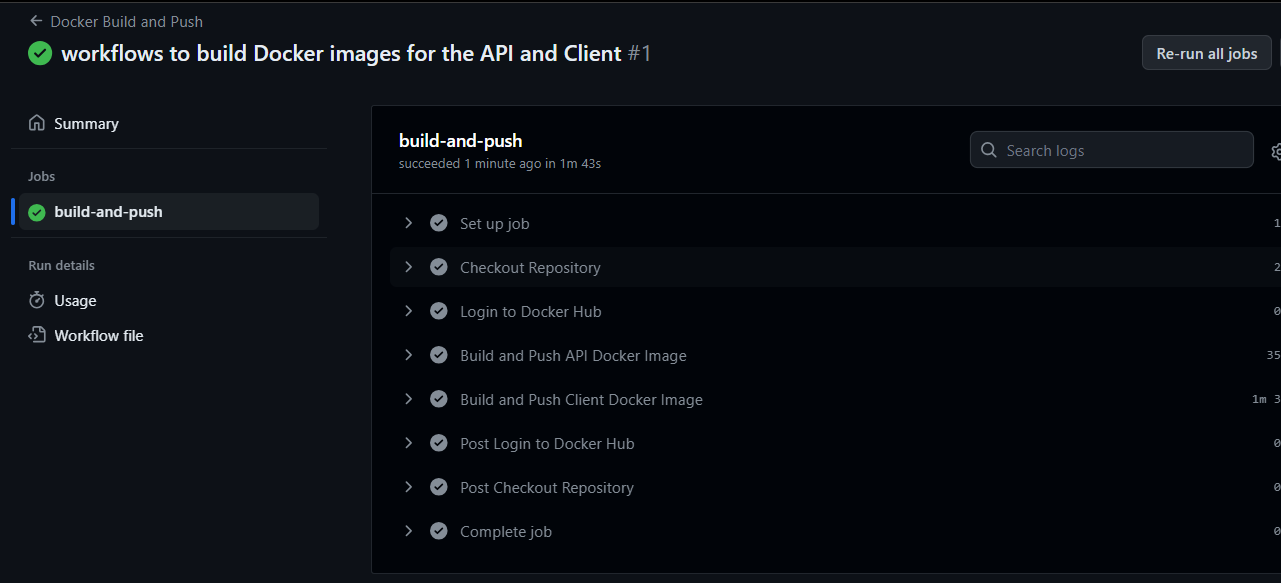 Docker Build and Push
workflows to build Docker images for the API and Client #1
Re-run all jobs
Summary
Jobs
build-and-push
Run details
Usage
Workflow file
build-and-push
succeeded 1 minute ago in 1m 43s
Search logs
Set up job 1
Checkout Repository 2
Login to Docker Hub 0
Build and Push API Docker Image 35
Build and Push Client Docker Image 1m 3
Post Login to Docker Hub 0
Post Checkout Repository 0
Complete job 0